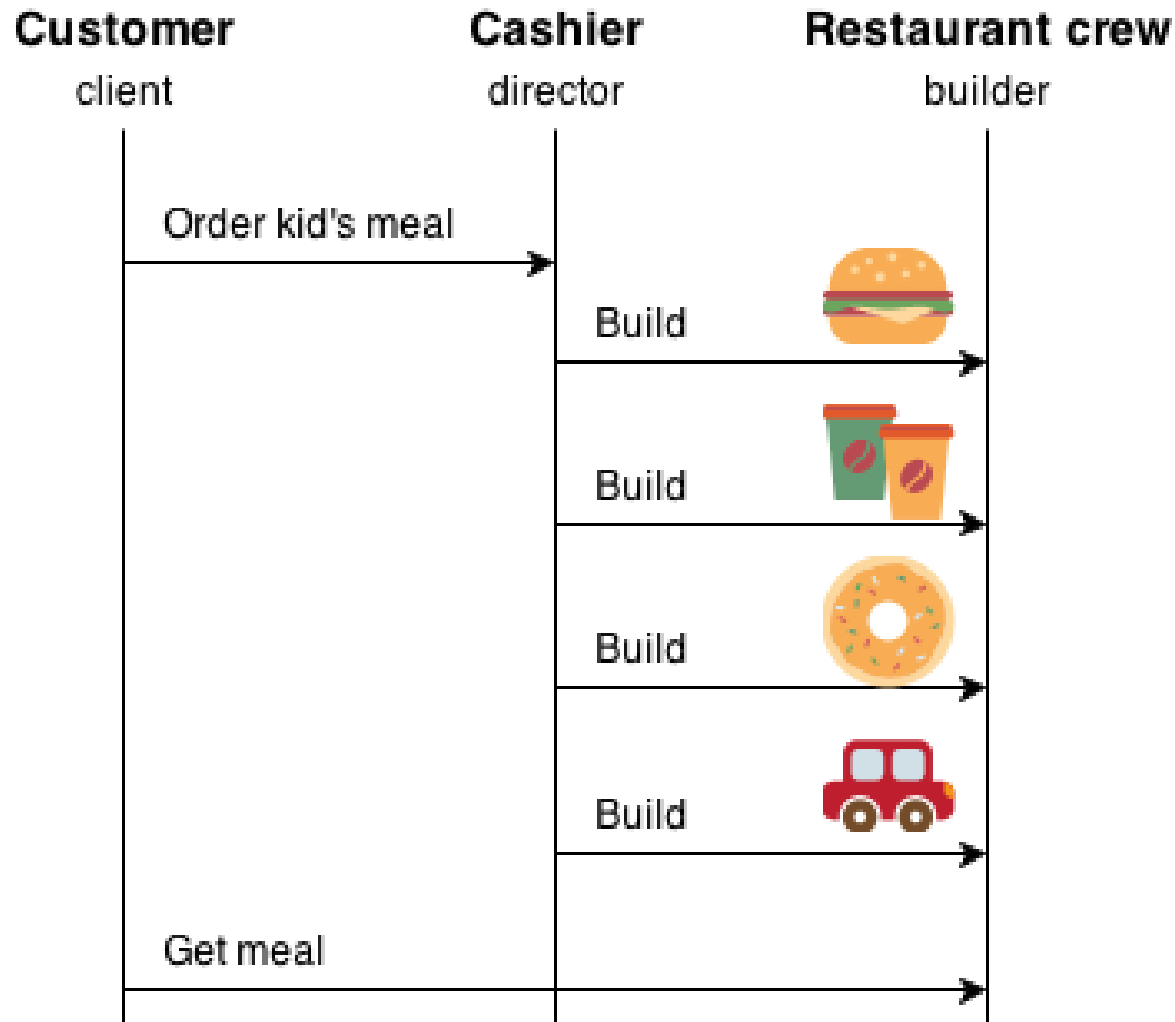 Customer Cashier Restaurant crew
client director builder
Order kid's meal
Build
Build
Build
Build
Get meal